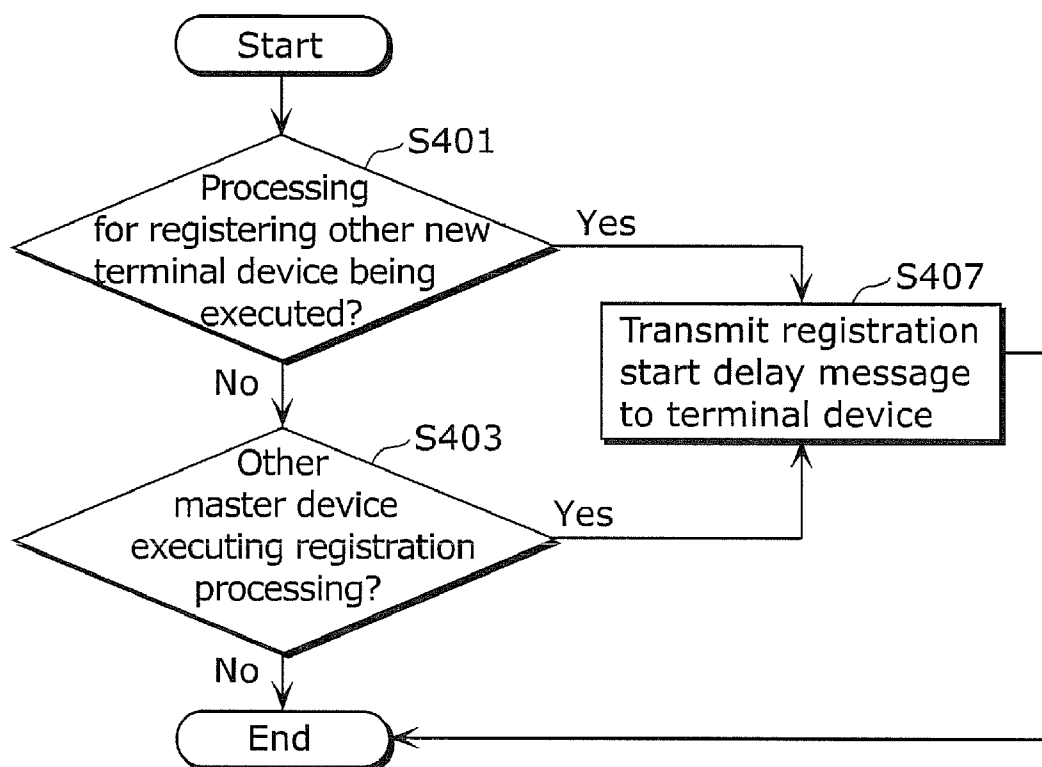 Start
S401
Processing
for registering other new
terminal device being
executed?
Yes
S407
Transmit registration
start delay message
to terminal device
No
S403
Other
master device
executing registration
processing?
Yes
No
End